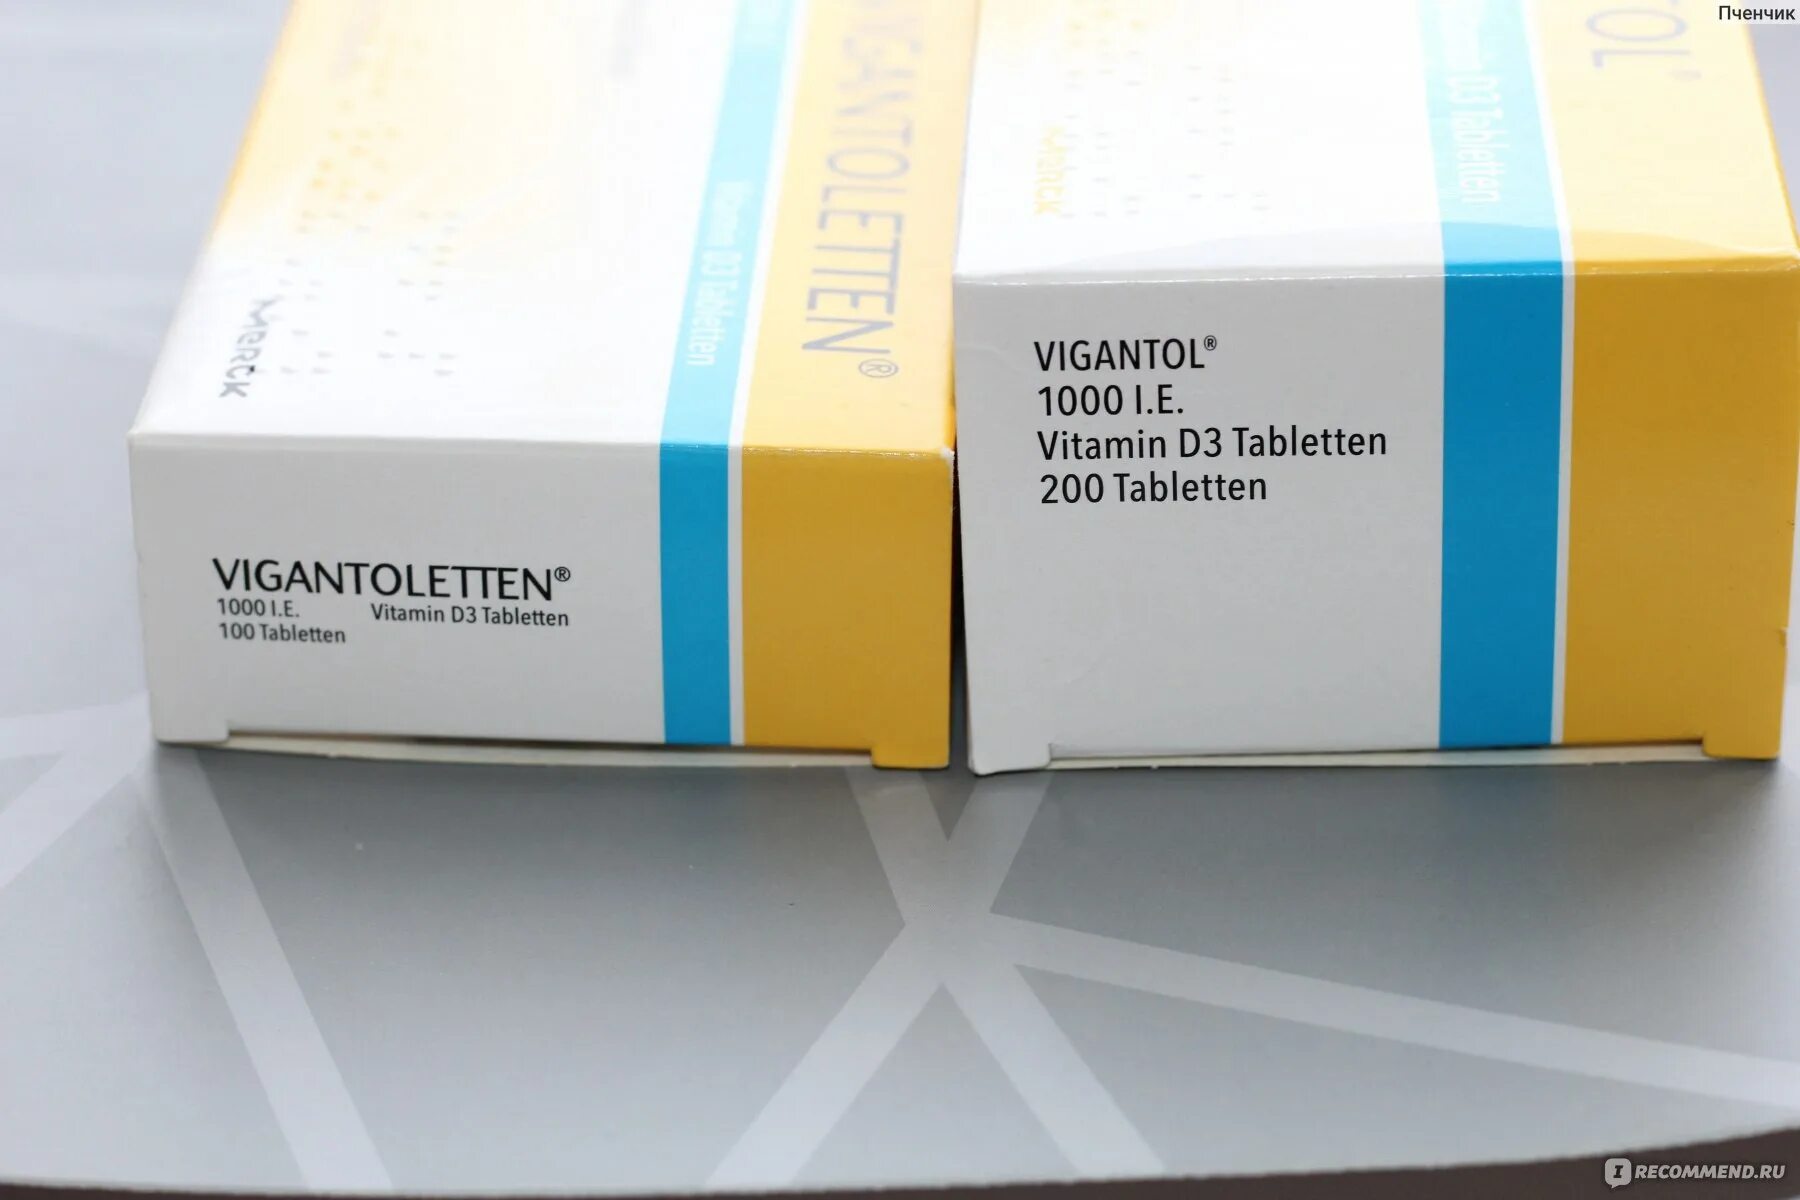 Пченчик
VIGANTOLETTEN®
Vitamin D3 Tabletten
Merck
VIGANTOLETTEN®
1000 I.E. Vitamin D3 Tabletten
100 Tabletten
TOL®
D3 Tabletten
Merck
VIGANTOL®
1000 I.E.
Vitamin D3 Tabletten
200 Tabletten
I RECOMMEND.RU